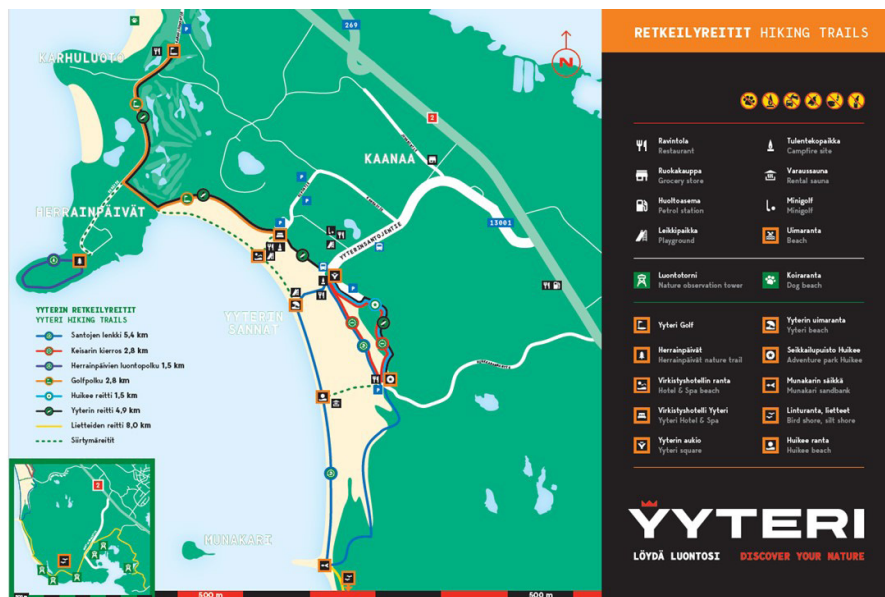 RETKEILYREITIT HIKING TRAILS
KARHULUOTO
269
2
KAANAA
HERRAINPÄIVÄT
YYTERINSANTOJENTIE
13001
YYTERIN
SANNAT
MUNAKARI
N
P
YYTERIN RETKEILYREITIT
YYTERI HIKING TRAILS
Santojen lenkki 5,4 km
Keisarin kierros 2,8 km
Herrainpäivien luontopolku 1,5 km
Golfpolku 2,8 km
Huikee reitti 1,5 km
Yyterin reitti 4,9 km
Lietteiden reitti 8,0 km
Siirtymäreitit
2
500 m
500 m
Ravintola
Restaurant
Ruokakauppa
Grocery store
Huoltoasema
Petrol station
Leikkipaikka
Playground
Tulentekopaikka
Campfire site
Varaussauna
Rental sauna
Minigolf
Minigolf
Uimaranta
Beach
Luontotorni
Nature observation tower
Koiraranta
Dog beach
Yyteri Golf
Herrainpäivät
Herrainpäivät nature trail
Virkistyshotellin ranta
Hotel & Spa beach
Virkistyshotelli Yyteri
Yyteri Hotel & Spa
Yyterin aukio
Yyteri square
Yyterin uimaranta
Yyteri beach
Seikkailupuisto Huikee
Adventure park Huikee
Munakarin säikkä
Munakari sandbank
Linturanta, lietteet
Bird shore, silt shore
Huikee ranta
Huikee beach
YYTERI
LÖYDÄ LUONTOSI DISCOVER YOUR NATURE